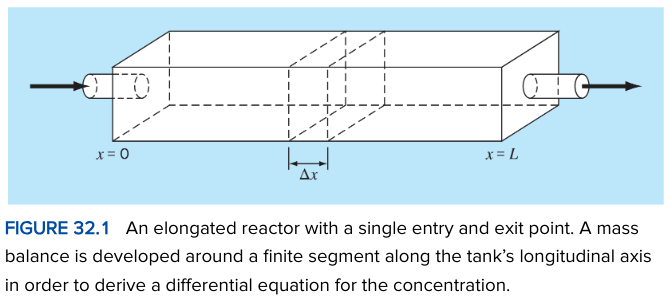 x = 0
x = L
Δx
FIGURE 32.1 An elongated reactor with a single entry and exit point. A mass
balance is developed around a finite segment along the tank's longitudinal axis
in order to derive a differential equation for the concentration.